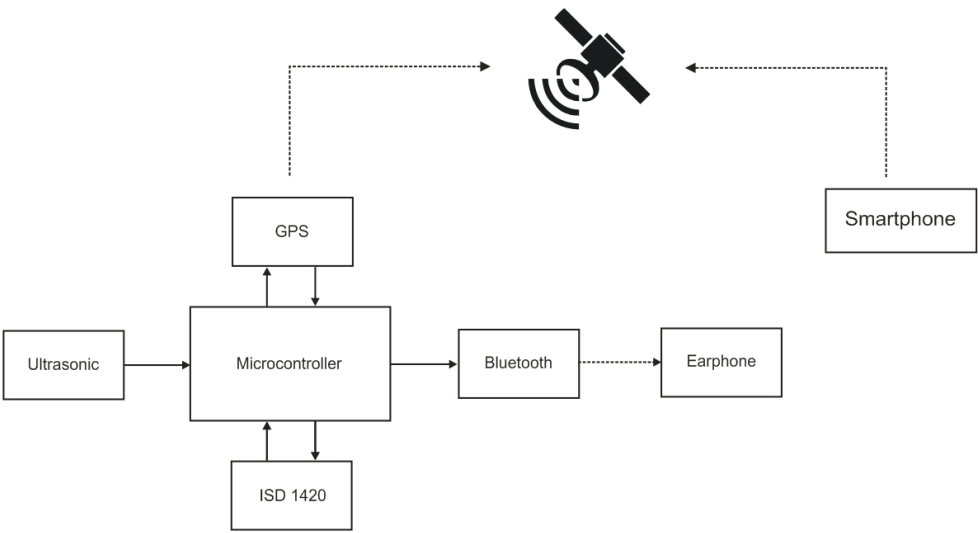 Smartphone
GPS
Ultrasonic
Microcontroller
Bluetooth
Earphone
ISD 1420